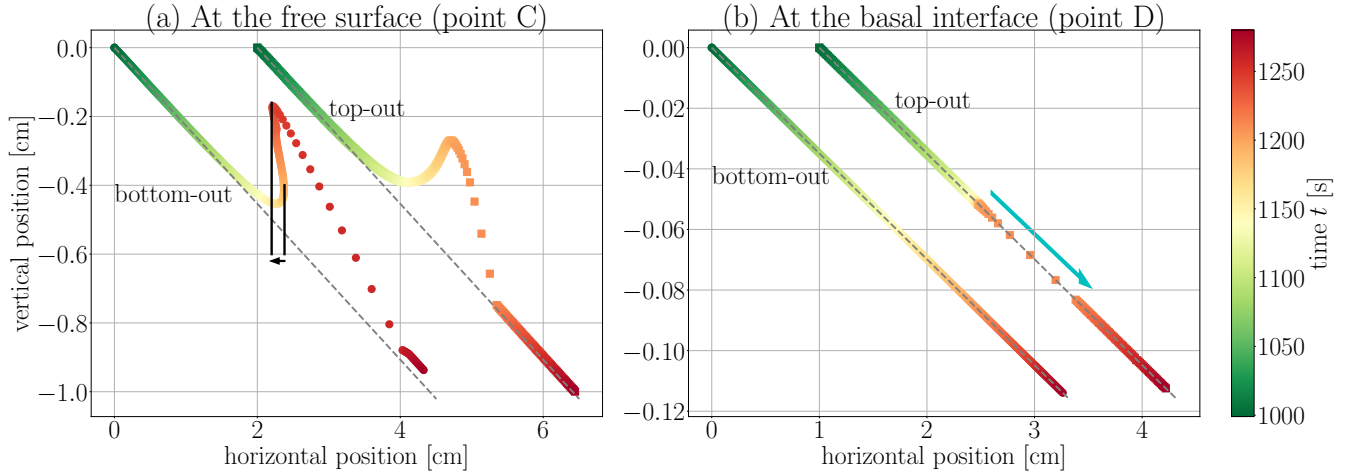 (a) At the free surface (point C)
0.0
−0.2
−0.4
−0.6
−0.8
−1.0
vertical position [cm]
top-out
bottom-out
0
2
4
6
horizontal position [cm]
(b) At the basal interface (point D)
0.00
−0.02
−0.04
−0.06
−0.08
−0.10
−0.12
top-out
bottom-out
0
1
2
3
4
horizontal position [cm]
1250
1200
1150
1100
1050
1000
time t [s]